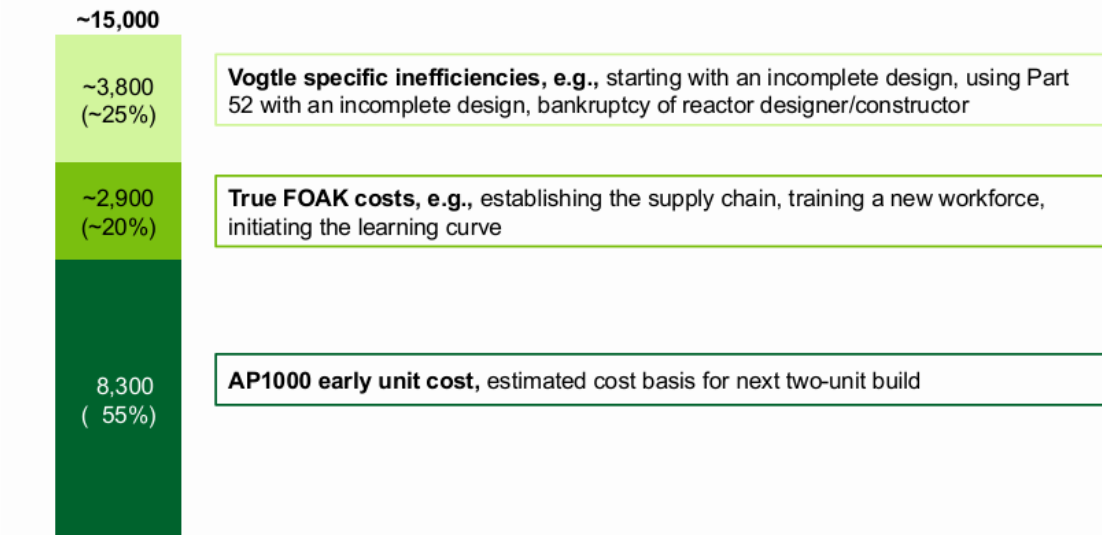 ~15,000
~3,800
(~25%)
Vogtle specific inefficiencies, e.g., starting with an incomplete design, using Part
52 with an incomplete design, bankruptcy of reactor designer/constructor
~2,900
(~20%)
True FOAK costs, e.g., establishing the supply chain, training a new workforce,
initiating the learning curve
8,300
( 55%)
AP1000 early unit cost, estimated cost basis for next two-unit build